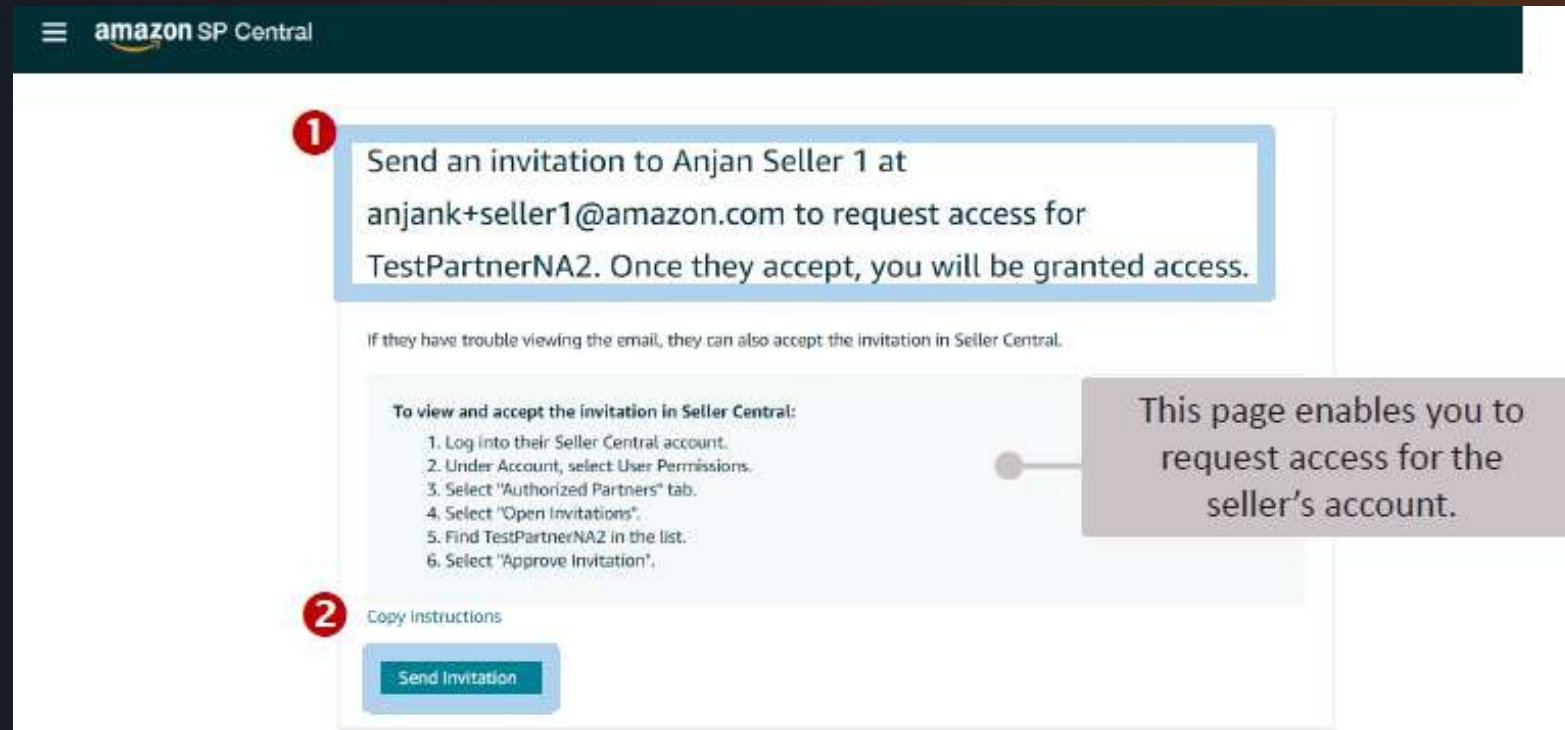 amazon SP Central
1
Send an invitation to Anjan Seller 1 at
anjank+seller1@amazon.com to request access for
TestPartnerNA2. Once they accept, you will be granted access.
If they have trouble viewing the email, they can also accept the invitation in Seller Central.
To view and accept the invitation in Seller Central:
1. Log into their Seller Central account.
2. Under Account, select User Permissions.
3. Select "Authorized Partners" tab.
4. Select "Open Invitations".
5. Find TestPartnerNA2 in the list.
6. Select "Approve Invitation".
This page enables you to
request access for the
seller's account.
2
Copy Instructions
Send Invitation